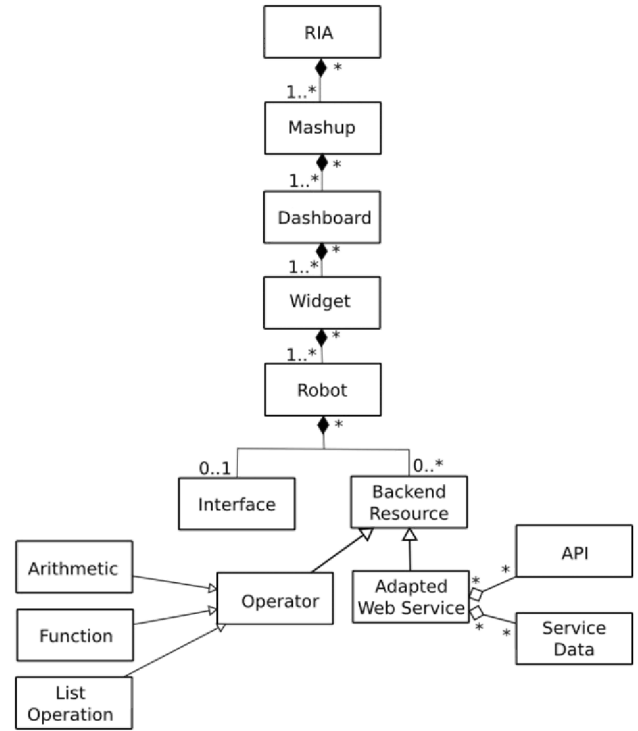 RIA
*
1..*
Mashup
*
1..*
Dashboard
*
1..*
Widget
*
1..*
Robot
*
0..1
0..*
Interface
Backend
Resource
Arithmetic
Function
List
Operation
Operator
Adapted
Web Service
*
*
API
*
*
Service
Data